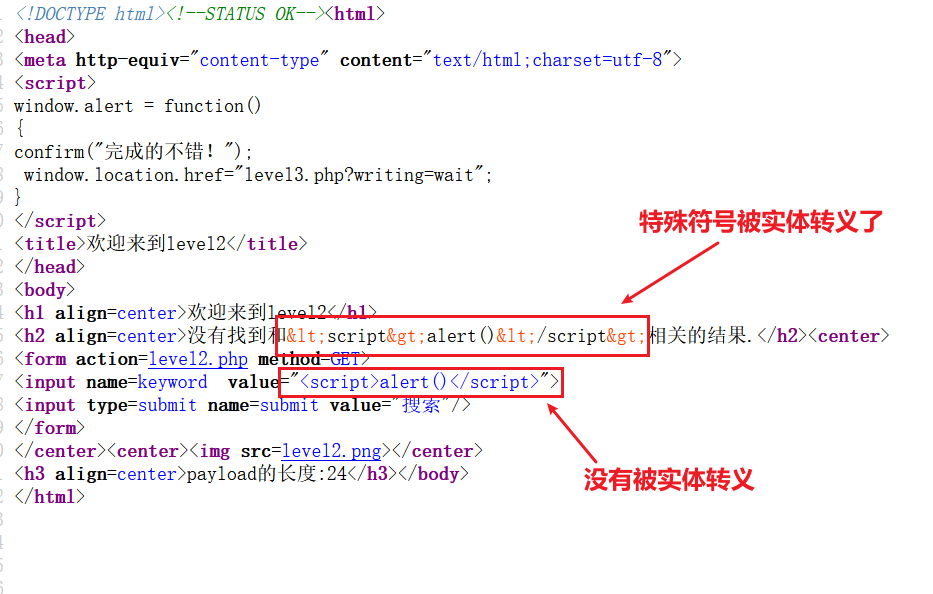 <!DOCTYPE html><!--STATUS OK--><html>
<head>
<meta http-equiv="content-type" content="text/html;charset=utf-8">
<script>
window.alert = function()
{
confirm("完成的不错！");
 window.location.href="level3.php?writing=wait";
}
</script>
特殊符号被实体转义了
<title>欢迎来到level2</title>
</head>
<body>
<h1 align=center>欢迎来到level2</h1>
<h2 align=center>没有找到和&lt;script&gt;alert()&lt;/script&gt;相关的结果.</h2><center>
<form action=level2.php method=GET>
<input name=keyword  value="<script>alert()</script>">
<input type=submit name=submit value="搜索"/>
</form>
</center><center><img src=level2.png></center>
<h3 align=center>payload的长度:24</h3></body>
没有被实体转义
</html>